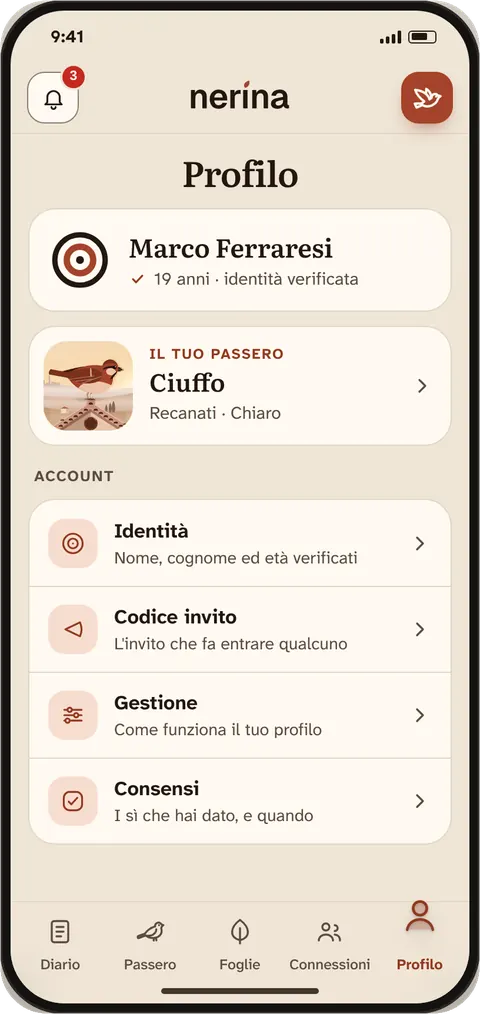 9:41
3
nerina
Profilo
Marco Ferraresi
19 anni · identità verificata
IL TUO PASSERO
Ciuffo
Recanati · Chiaro
ACCOUNT
Identità
Nome, cognome ed età verificati
Codice invito
L'invito che fa entrare qualcuno
Gestione
Come funziona il tuo profilo
Consensi
I sì che hai dato, e quando
Diario
Passero
Foglie
Connessioni
Profilo